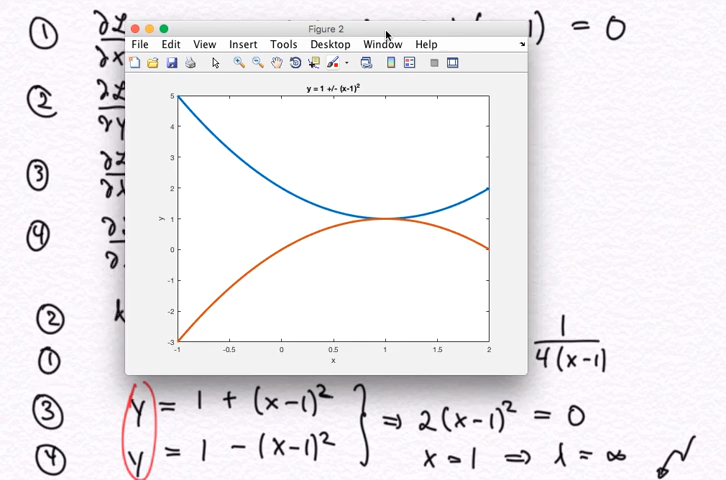 ① ∂ℒ ) = 0
∂x
Figure 2
File Edit View Insert Tools Desktop Window Help
② ∂ℒ
∂y
③ ∂ℒ
∂λ
④ ∂
∂
y = 1 +/- (x-1)²
5
4
3
2
1
0
-1
-2
-3
y
-1 -0.5 0 0.5 1 1.5 2
x
②
① 1
4(x-1)
③ y = 1 + (x-1)² } ⇒ 2(x-1)² = 0
④ y = 1 - (x-1)² x = 1 ⇒ λ = ∞